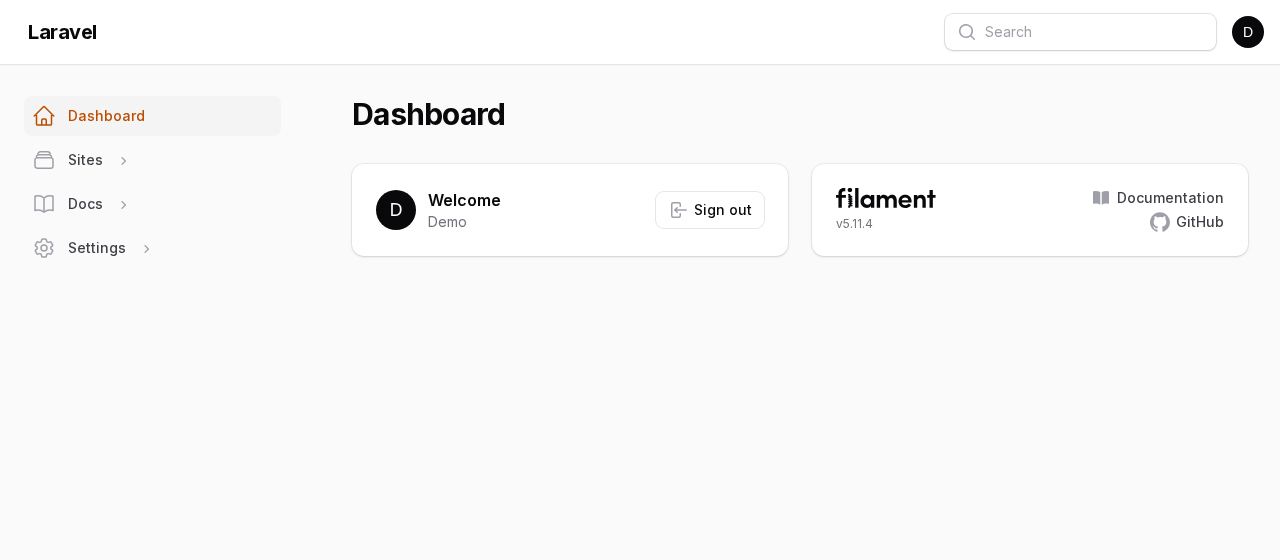 Laravel
Search
D
Dashboard
Sites
Docs
Settings
Dashboard
D
Welcome
Demo
Sign out
filament
v5.11.4
Documentation
GitHub